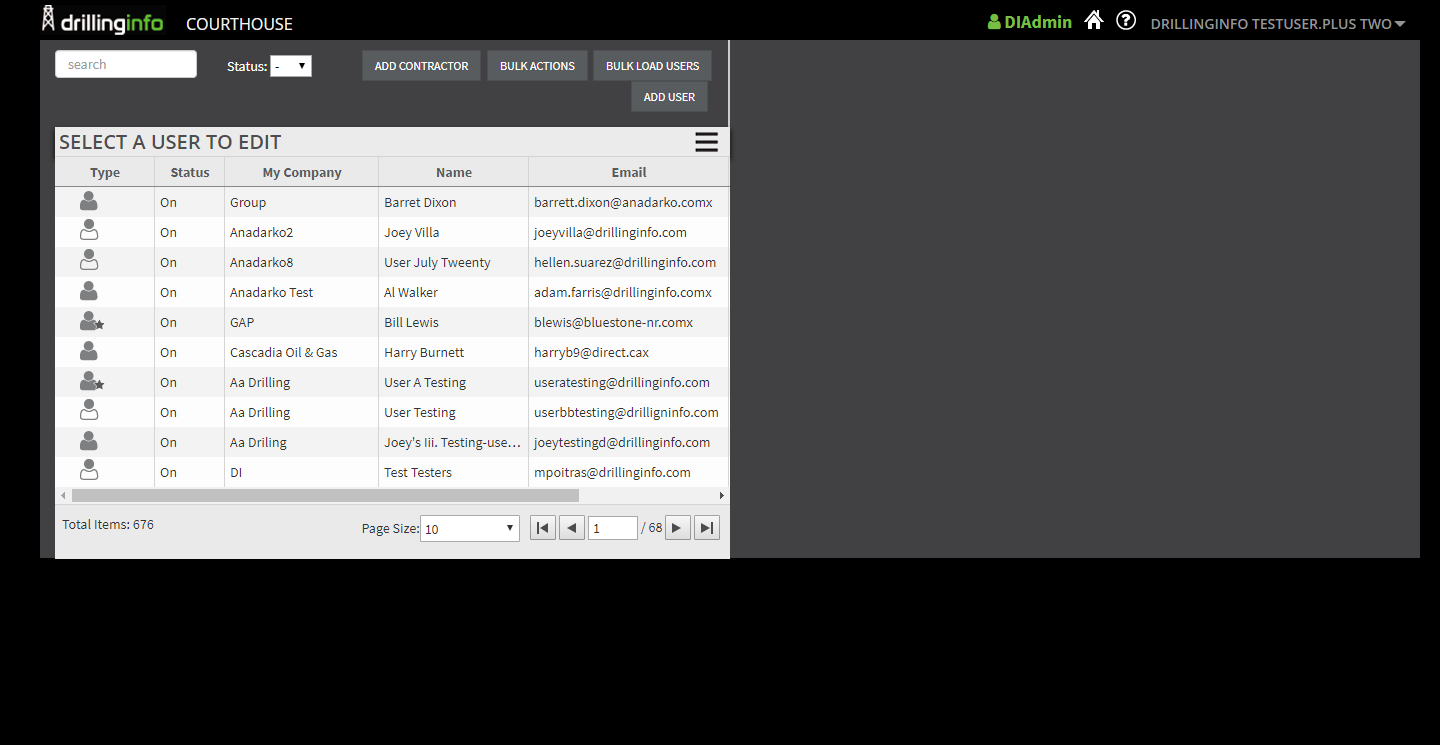 drillinginfo COURTHOUSE DIAdmin DRILLINGINFO TESTUSER.PLUS TWO
search Status: - ADD CONTRACTOR BULK ACTIONS BULK LOAD USERS
ADD USER
SELECT A USER TO EDIT
Type Status My Company Name Email
On Group Barret Dixon barrett.dixon@anadarko.comx
On Anadarko2 Joey Villa joeyvilla@drillinginfo.com
On Anadarko8 User July Tweenty hellen.suarez@drillinginfo.com
On Anadarko Test Al Walker adam.farris@drillinginfo.comx
On GAP Bill Lewis blewis@bluestone-nr.comx
On Cascadia Oil & Gas Harry Burnett harryb9@direct.cax
On Aa Drilling User A Testing useratesting@drillinginfo.com
On Aa Drilling User Testing userbbtesting@drilligninfo.com
On Aa Driling Joey's Iii. Testing-use... joeytestingd@drillinginfo.com
On DI Test Testers mpoitras@drillinginfo.com
Total Items: 676 Page Size: 10 1 / 68